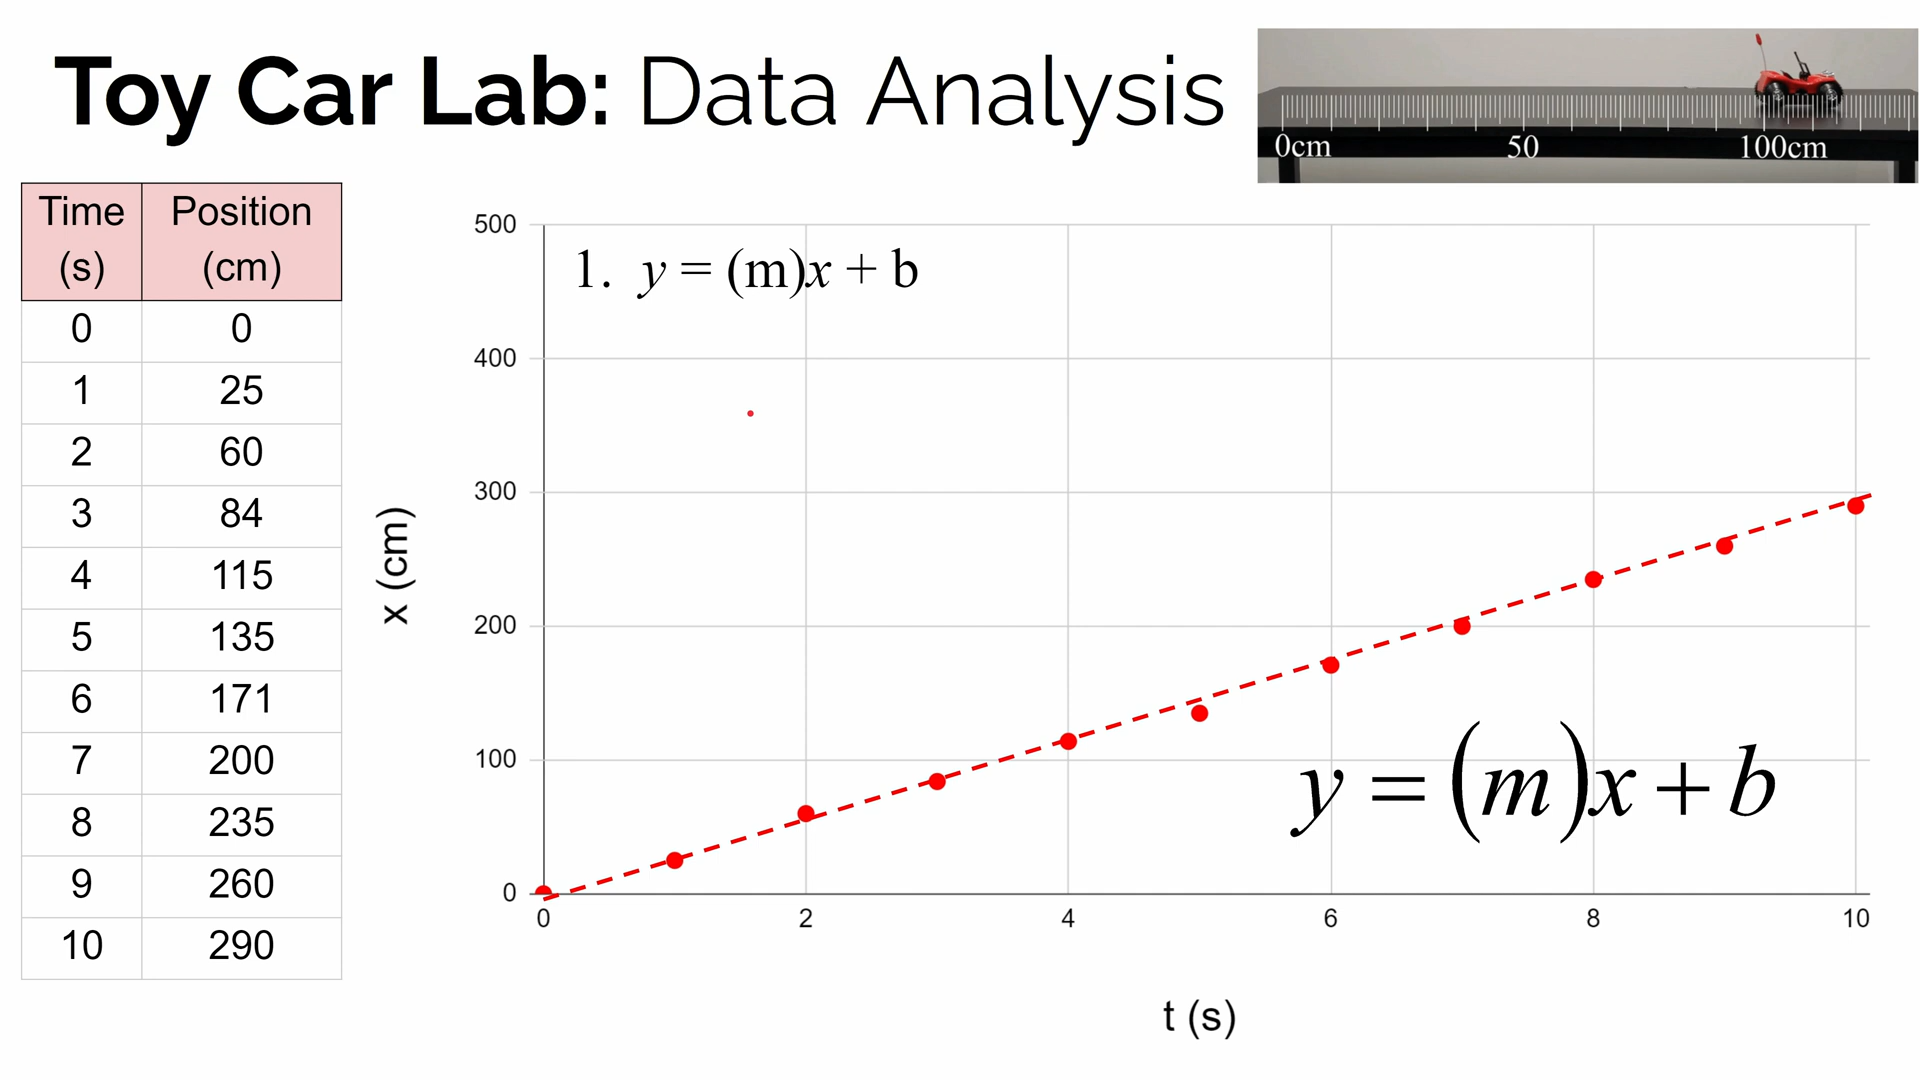 Toy Car Lab: Data Analysis
0cm 50 100cm
Time (s) Position (cm)
0 0
1 25
2 60
3 84
4 115
5 135
6 171
7 200
8 235
9 260
10 290
1. y = (m)x + b
500
400
300
200
100
0
x (cm)
y = (m)x + b
0 2 4 6 8 10
t (s)